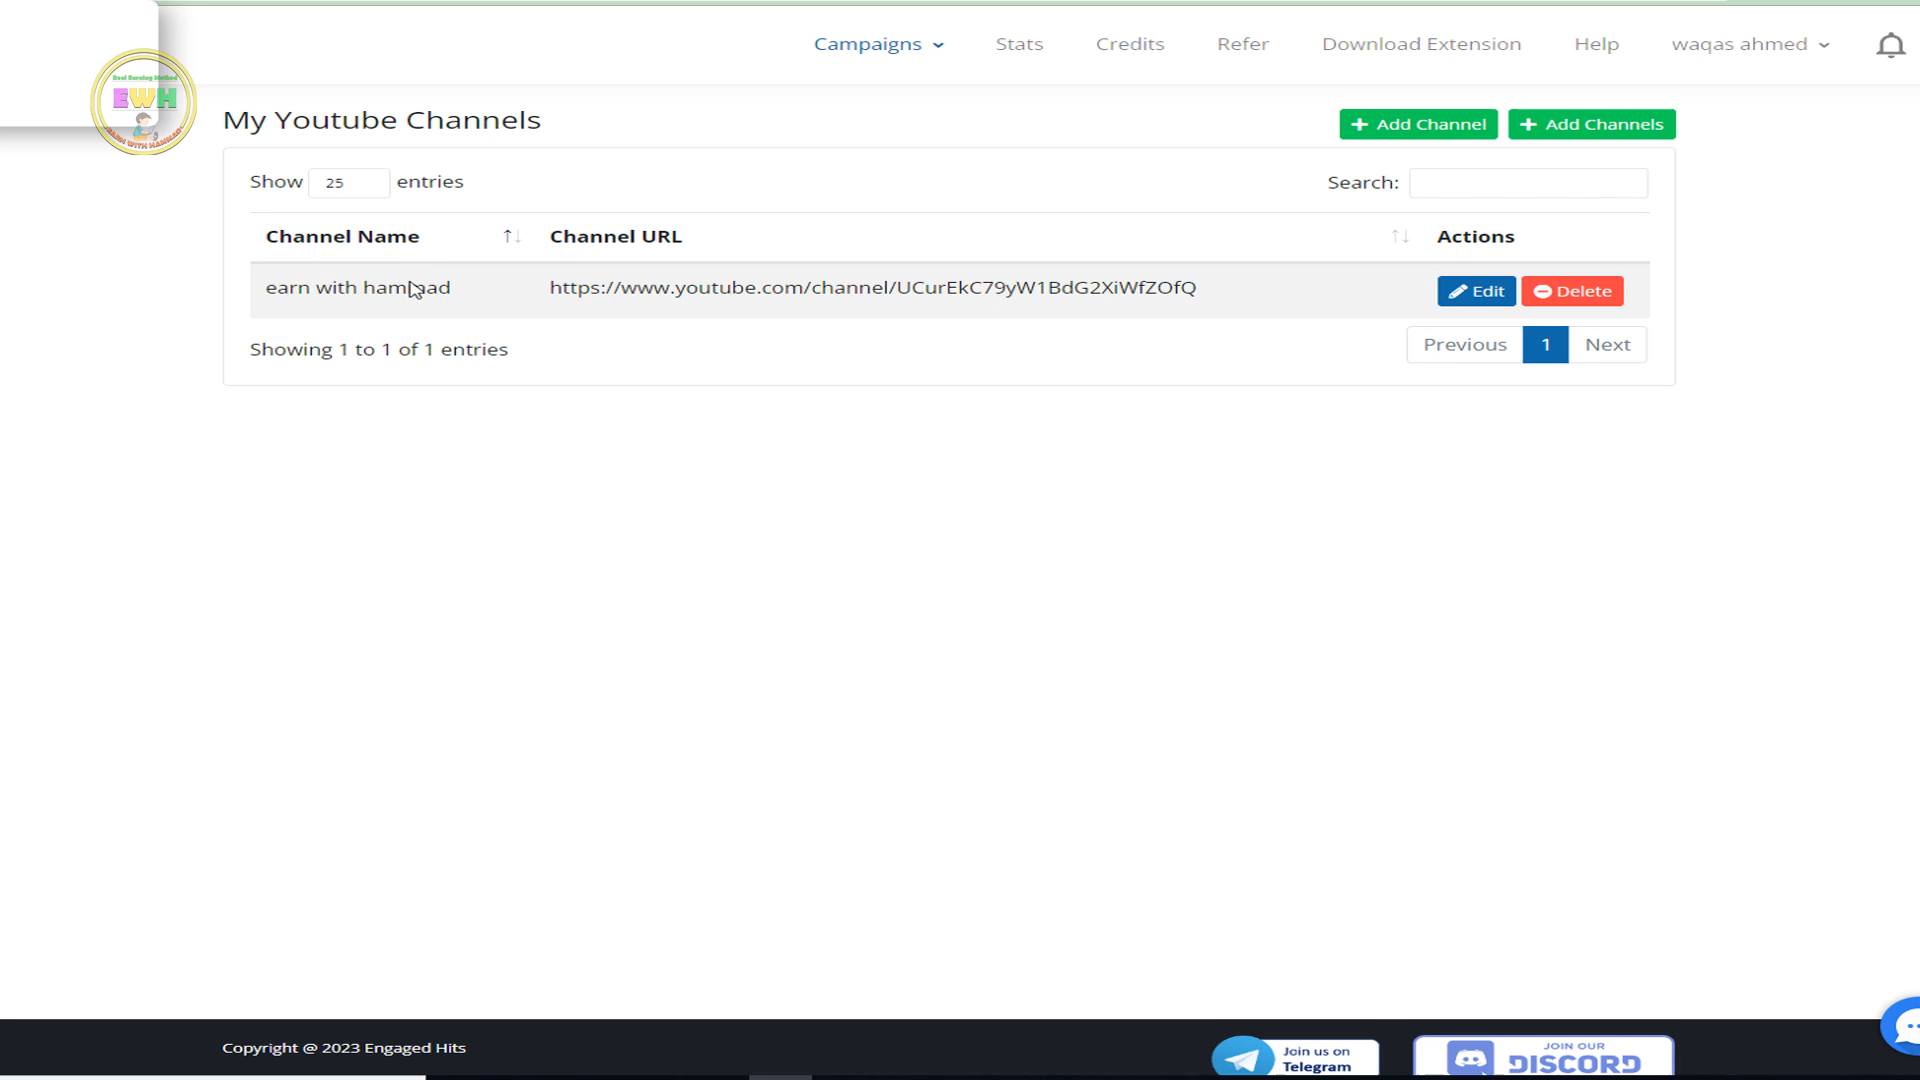 Campaigns Stats Credits Refer Download Extension Help waqas ahmed
Real Earning Method
EWH
EARN WITH HAMMAD
My Youtube Channels
Add Channel Add Channels
Show 25 entries Search:
Channel Name Channel URL Actions
earn with hammad https://www.youtube.com/channel/UCurEkC79yW1BdG2XiWfZOfQ Edit Delete
Showing 1 to 1 of 1 entries Previous 1 Next
Copyright @ 2023 Engaged Hits
Join us on
Telegram
JOIN OUR
DISCORD